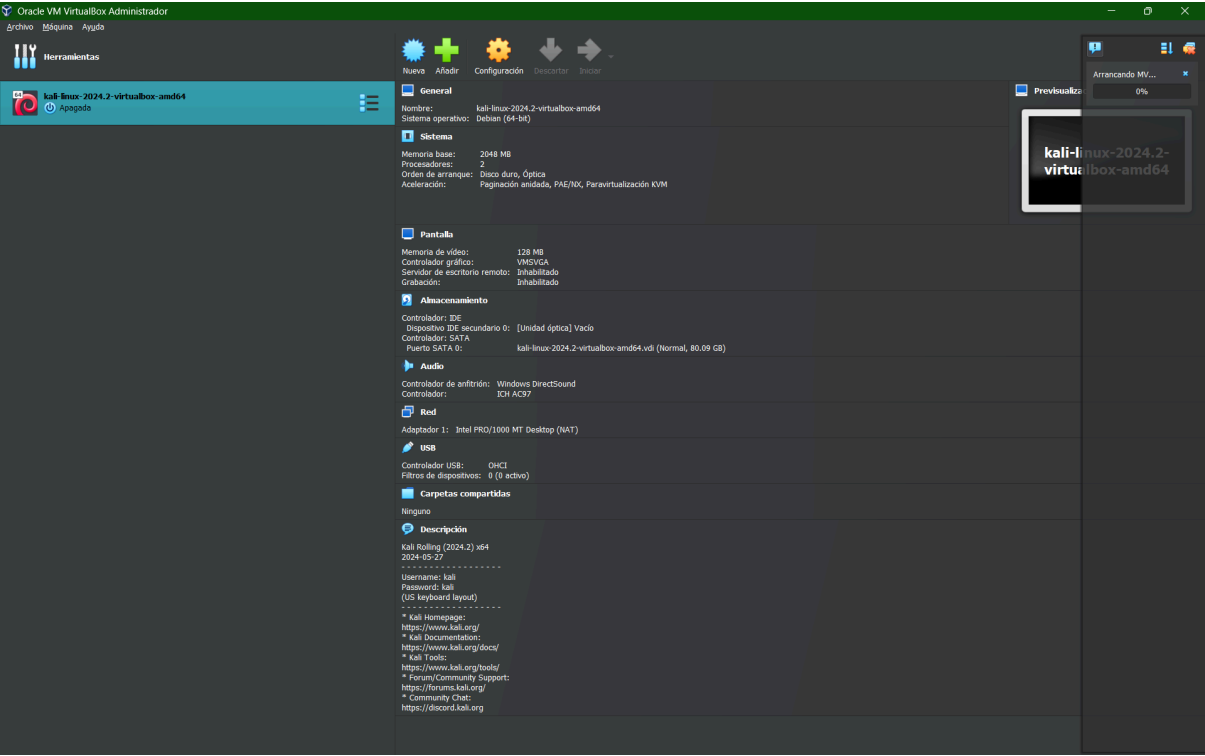 Oracle VM VirtualBox Administrador
Archivo Máquina Ayuda
Herramientas
Nueva Añadir Configuración Descartar Iniciar
64
kali-linux-2024.2-virtualbox-amd64
Apagada
General
Nombre: kali-linux-2024.2-virtualbox-amd64
Sistema operativo: Debian (64-bit)
Sistema
Memoria base: 2048 MB
Procesadores: 2
Orden de arranque: Disco duro, Óptica
Aceleración: Paginación anidada, PAE/NX, Paravirtualización KVM
Pantalla
Memoria de vídeo: 128 MB
Controlador gráfico: VMSVGA
Servidor de escritorio remoto: Inhabilitado
Grabación: Inhabilitado
Almacenamiento
Controlador: IDE
Dispositivo IDE secundario 0: [Unidad óptica] Vacío
Controlador: SATA
Puerto SATA 0: kali-linux-2024.2-virtualbox-amd64.vdi (Normal, 80.09 GB)
Audio
Controlador de anfitrión: Windows DirectSound
Controlador: ICH AC97
Red
Adaptador 1: Intel PRO/1000 MT Desktop (NAT)
USB
Controlador USB: OHCI
Filtros de dispositivos: 0 (0 activo)
Carpetas compartidas
Ninguno
Descripción
Kali Rolling (2024.2) x64
2024-05-27
- - - - - - - - - - - - - - - - - -
Username: kali
Password: kali
(US keyboard layout)
- - - - - - - - - - - - - - - - - -
* Kali Homepage:
https://www.kali.org/
* Kali Documentation:
https://www.kali.org/docs/
* Kali Tools:
https://www.kali.org/tools/
* Forum/Community Support:
https://forums.kali.org/
* Community Chat:
https://discord.kali.org
Previsualiza
kali-linux-2024.2-
virtualbox-amd64
Arrancando MV...
0%